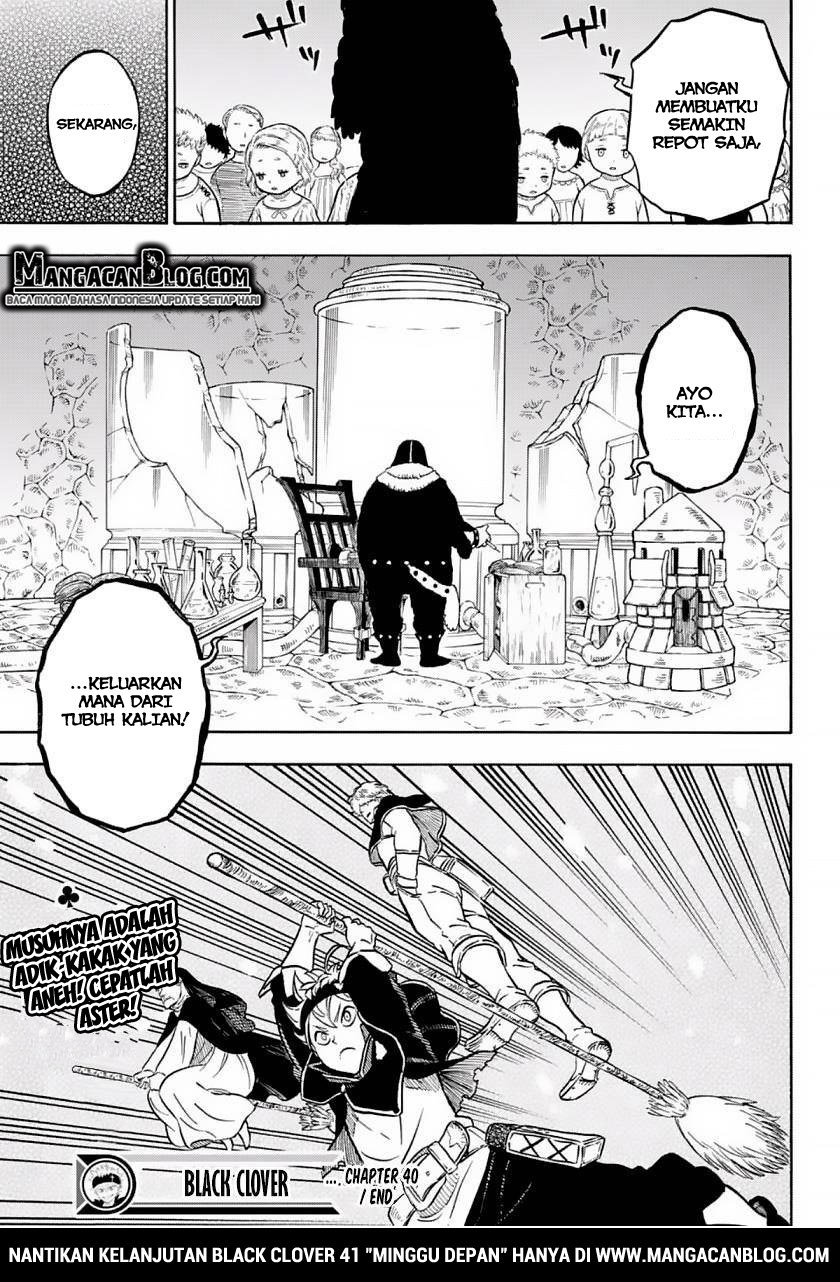 JANGAN
MEMBUATKU
SEMAKIN
REPOT SAJA,
SEKARANG,
MANGACANBLOG.COM
BACA MANGA BAHASA INDONESIA UPDATE SETIAP HARI
AYO
KITA...
...KELUARKAN
MANA DARI
TUBUH KALIAN!
MUSUHNYA ADALAH
ADIK-KAKAK YANG
ANEH! CEPATLAH
ASTER!
BLACK CLOVER
.... CHAPTER 40
/ END.
NANTIKAN KELANJUTAN BLACK CLOVER 41 "MINGGU DEPAN" HANYA DI WWW.MANGACANBLOG.COM